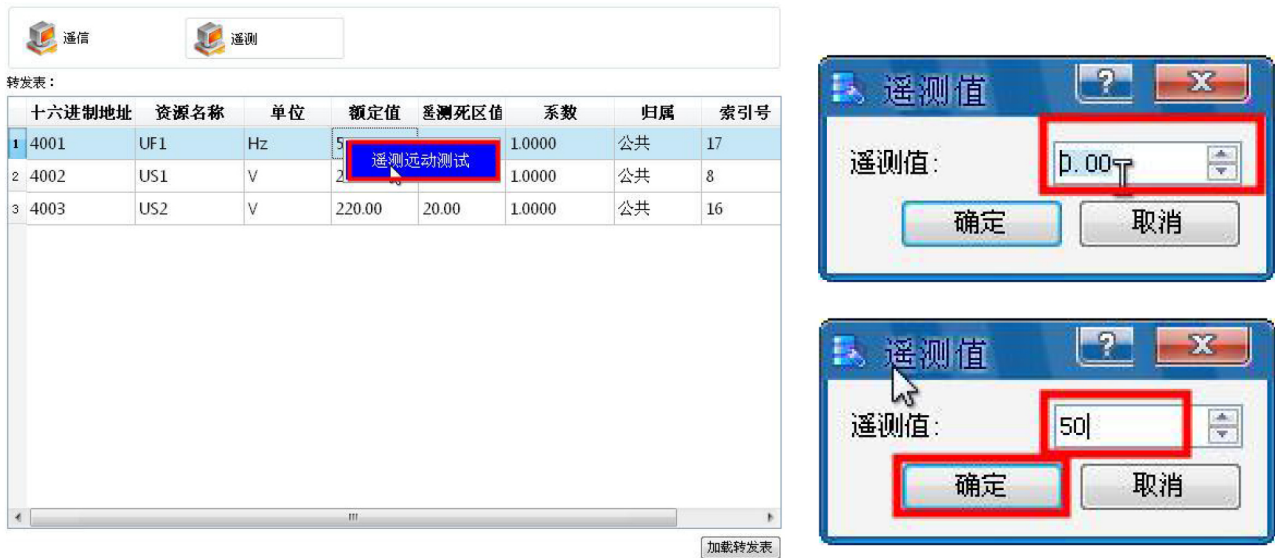 遥信 遥测
转发表：
十六进制地址 资源名称 单位 额定值 遥测死区值 系数 归属 索引号
1 4001 UF1 Hz 5 1.0000 公共 17
遥测远动测试
2 4002 US1 V 2 1.0000 公共 8
3 4003 US2 V 220.00 20.00 1.0000 公共 16
加载转发表
遥测值
遥测值: 0.00
确定 取消
遥测值
遥测值: 50
确定 取消